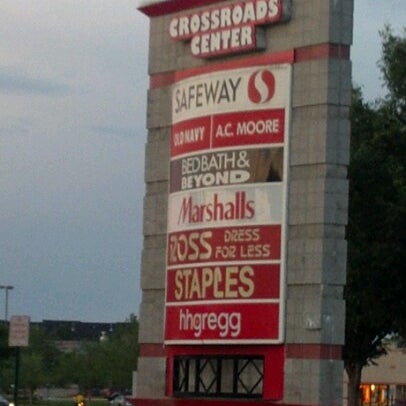 CROSSROADS
CENTER
SAFEWAY
OLD NAVY A.C. MOORE
BED BATH &
BEYOND
Marshalls
ROSS DRESS
FOR LESS
STAPLES
hhgregg